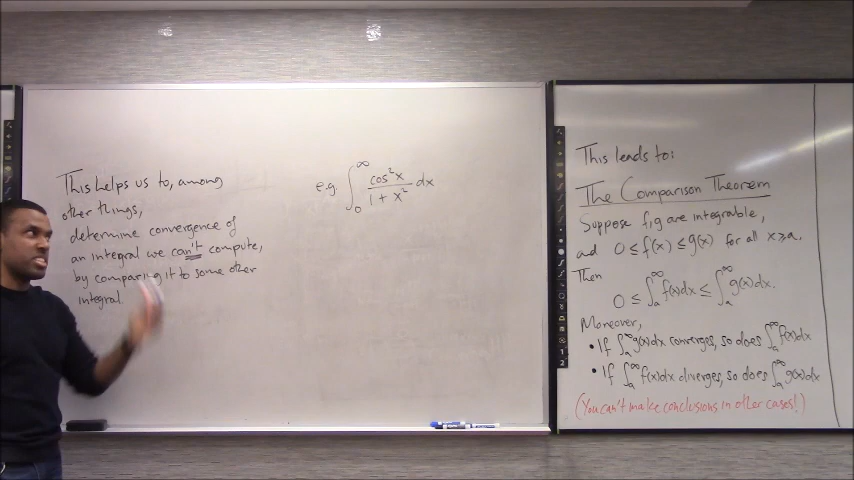 This helps us to, among
other things,
determine convergence of
an integral we can't compute,
by comparing it to some other
integral
e.g. ∫₀^∞ cos²x / (1 + x²) dx
This leads to:
The Comparison Theorem
Suppose f, g are integrable,
and 0 ≤ f(x) ≤ g(x) for all x ≥ a.
Then
0 ≤ ∫ₐ^∞ f(x)dx ≤ ∫ₐ^∞ g(x)dx.
Moreover,
• If ∫ₐ^∞ g(x)dx converges, so does ∫ₐ^∞ f(x)dx
• If ∫ₐ^∞ f(x)dx diverges, so does ∫ₐ^∞ g(x)dx
(You can't make conclusions in other cases!)